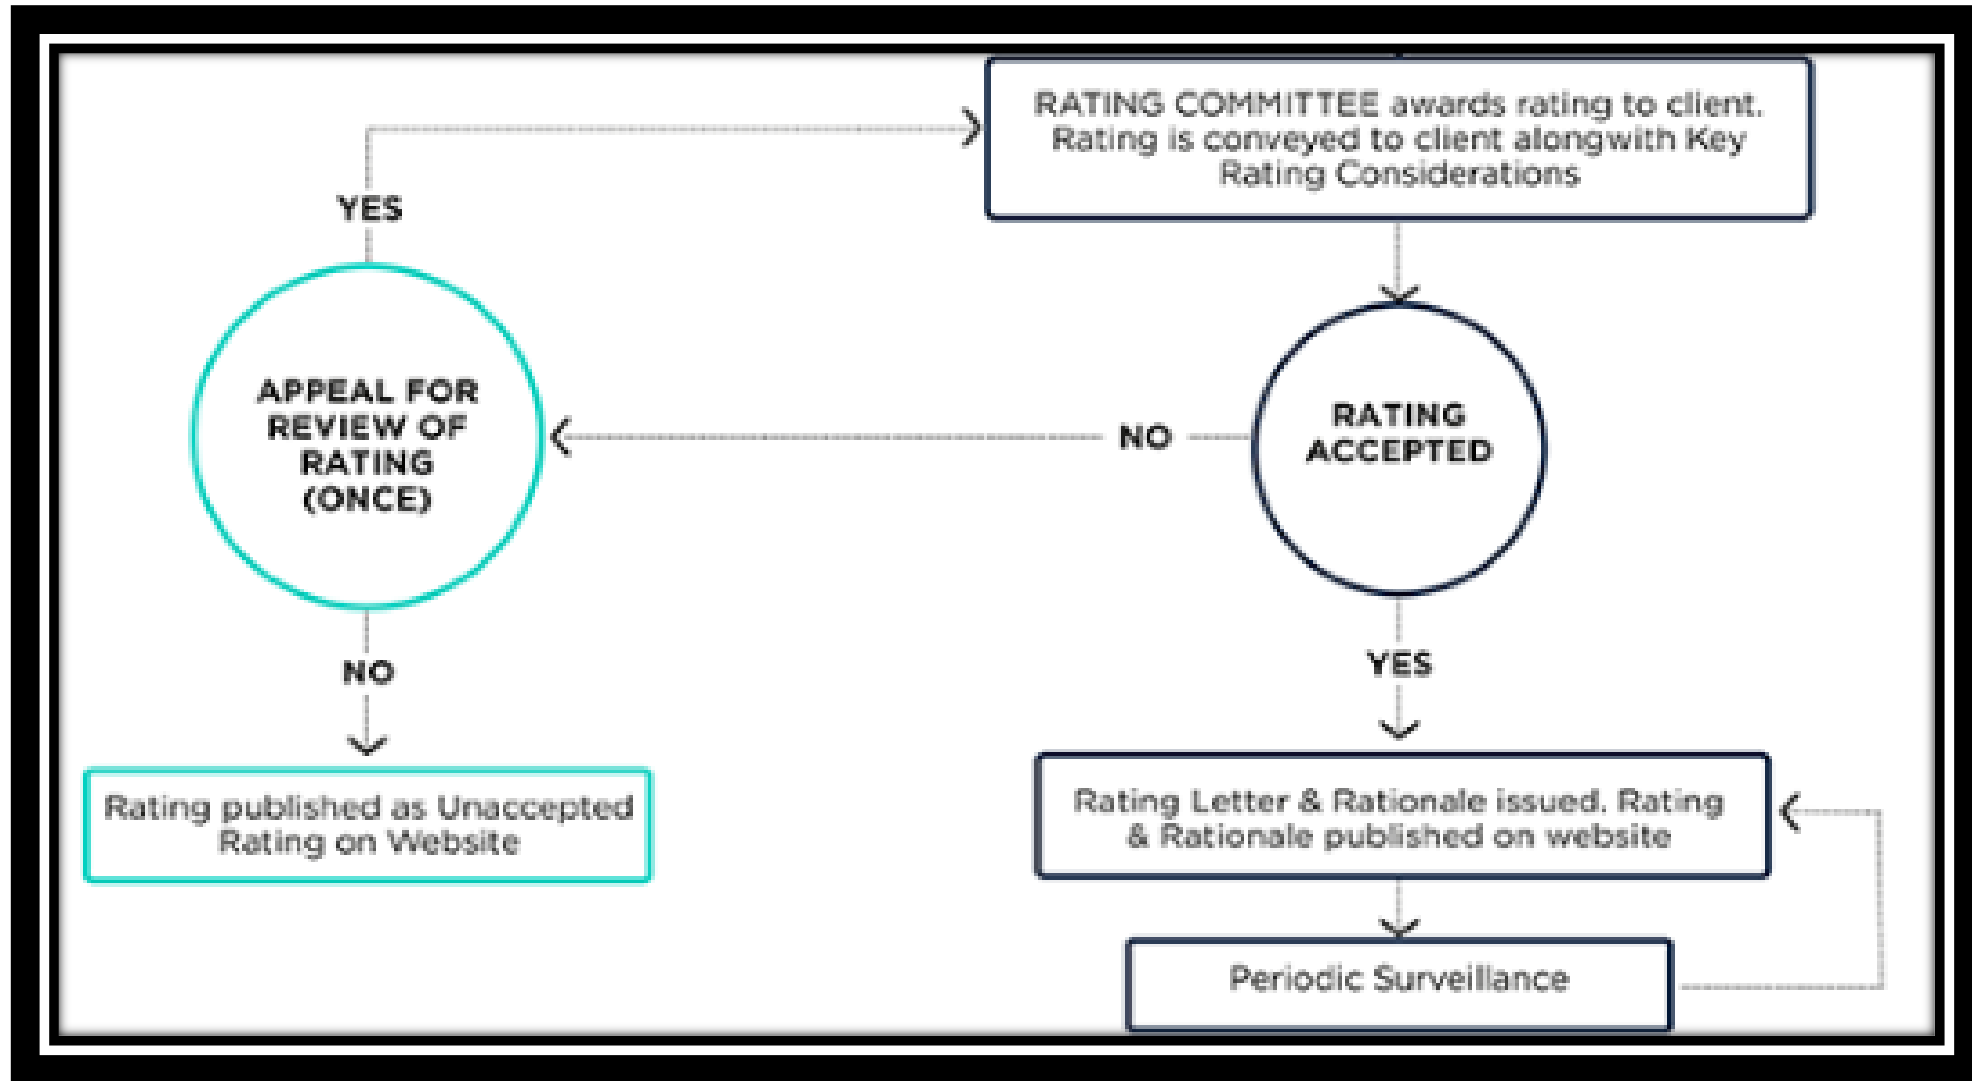 RATING COMMITTEE awards rating to client.
Rating is conveyed to client alongwith Key
Rating Considerations
YES
APPEAL FOR
REVIEW OF
RATING
(ONCE)
NO
RATING
ACCEPTED
NO
YES
Rating published as Unaccepted
Rating on Website
Rating Letter & Rationale issued. Rating
& Rationale published on website
Periodic Surveillance